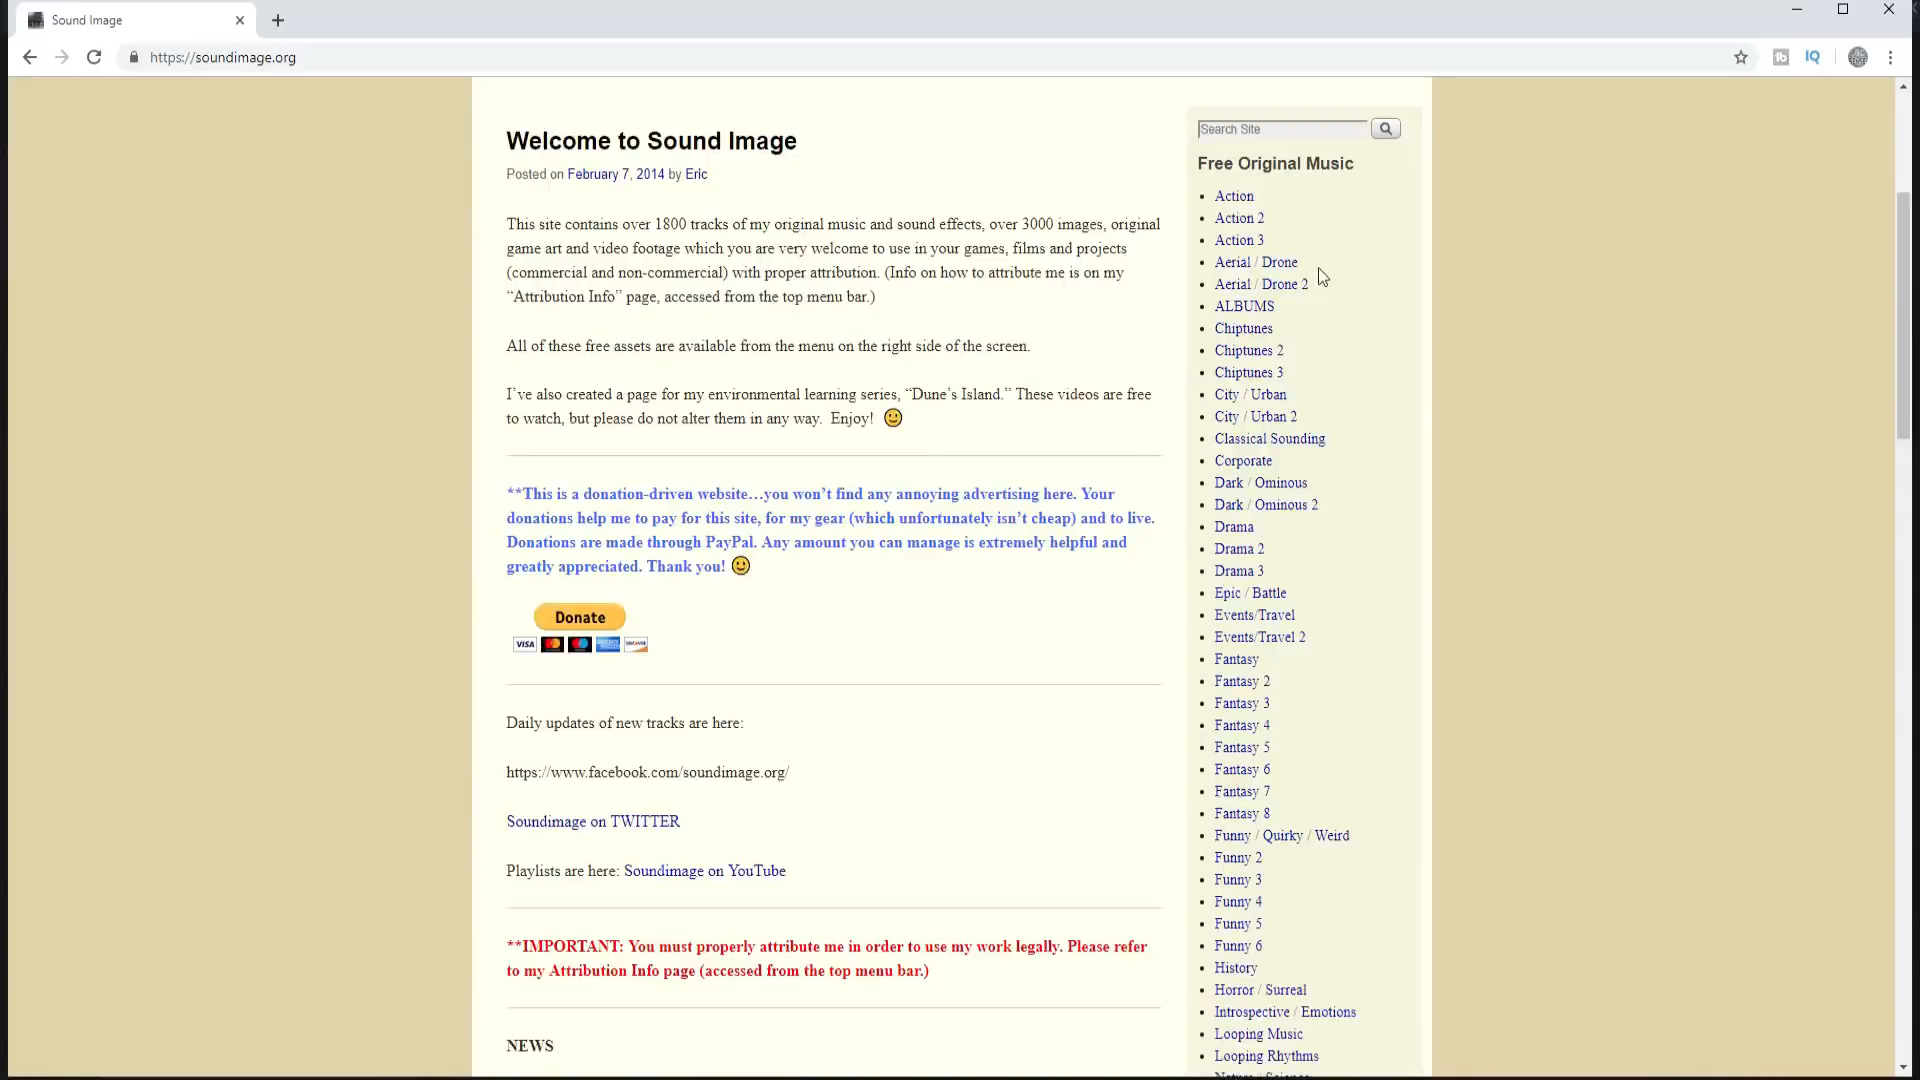 Sound Image
https://soundimage.org
Welcome to Sound Image
Posted on February 7, 2014 by Eric
This site contains over 1800 tracks of my original music and sound effects, over 3000 images, original
game art and video footage which you are very welcome to use in your games, films and projects
(commercial and non-commercial) with proper attribution. (Info on how to attribute me is on my
“Attribution Info” page, accessed from the top menu bar.)
All of these free assets are available from the menu on the right side of the screen.
I’ve also created a page for my environmental learning series, “Dune’s Island.” These videos are free
to watch, but please do not alter them in any way. Enjoy!
**This is a donation-driven website…you won’t find any annoying advertising here. Your
donations help me to pay for this site, for my gear (which unfortunately isn’t cheap) and to live.
Donations are made through PayPal. Any amount you can manage is extremely helpful and
greatly appreciated. Thank you!
Donate
VISA
DISCOVER
Daily updates of new tracks are here:
https://www.facebook.com/soundimage.org/
Soundimage on TWITTER
Playlists are here: Soundimage on YouTube
**IMPORTANT: You must properly attribute me in order to use my work legally. Please refer
to my Attribution Info page (accessed from the top menu bar.)
NEWS
Search Site
Free Original Music
Action
Action 2
Action 3
Aerial / Drone
Aerial / Drone 2
ALBUMS
Chiptunes
Chiptunes 2
Chiptunes 3
City / Urban
City / Urban 2
Classical Sounding
Corporate
Dark / Ominous
Dark / Ominous 2
Drama
Drama 2
Drama 3
Epic / Battle
Events/Travel
Events/Travel 2
Fantasy
Fantasy 2
Fantasy 3
Fantasy 4
Fantasy 5
Fantasy 6
Fantasy 7
Fantasy 8
Funny / Quirky / Weird
Funny 2
Funny 3
Funny 4
Funny 5
Funny 6
History
Horror / Surreal
Introspective / Emotions
Looping Music
Looping Rhythms